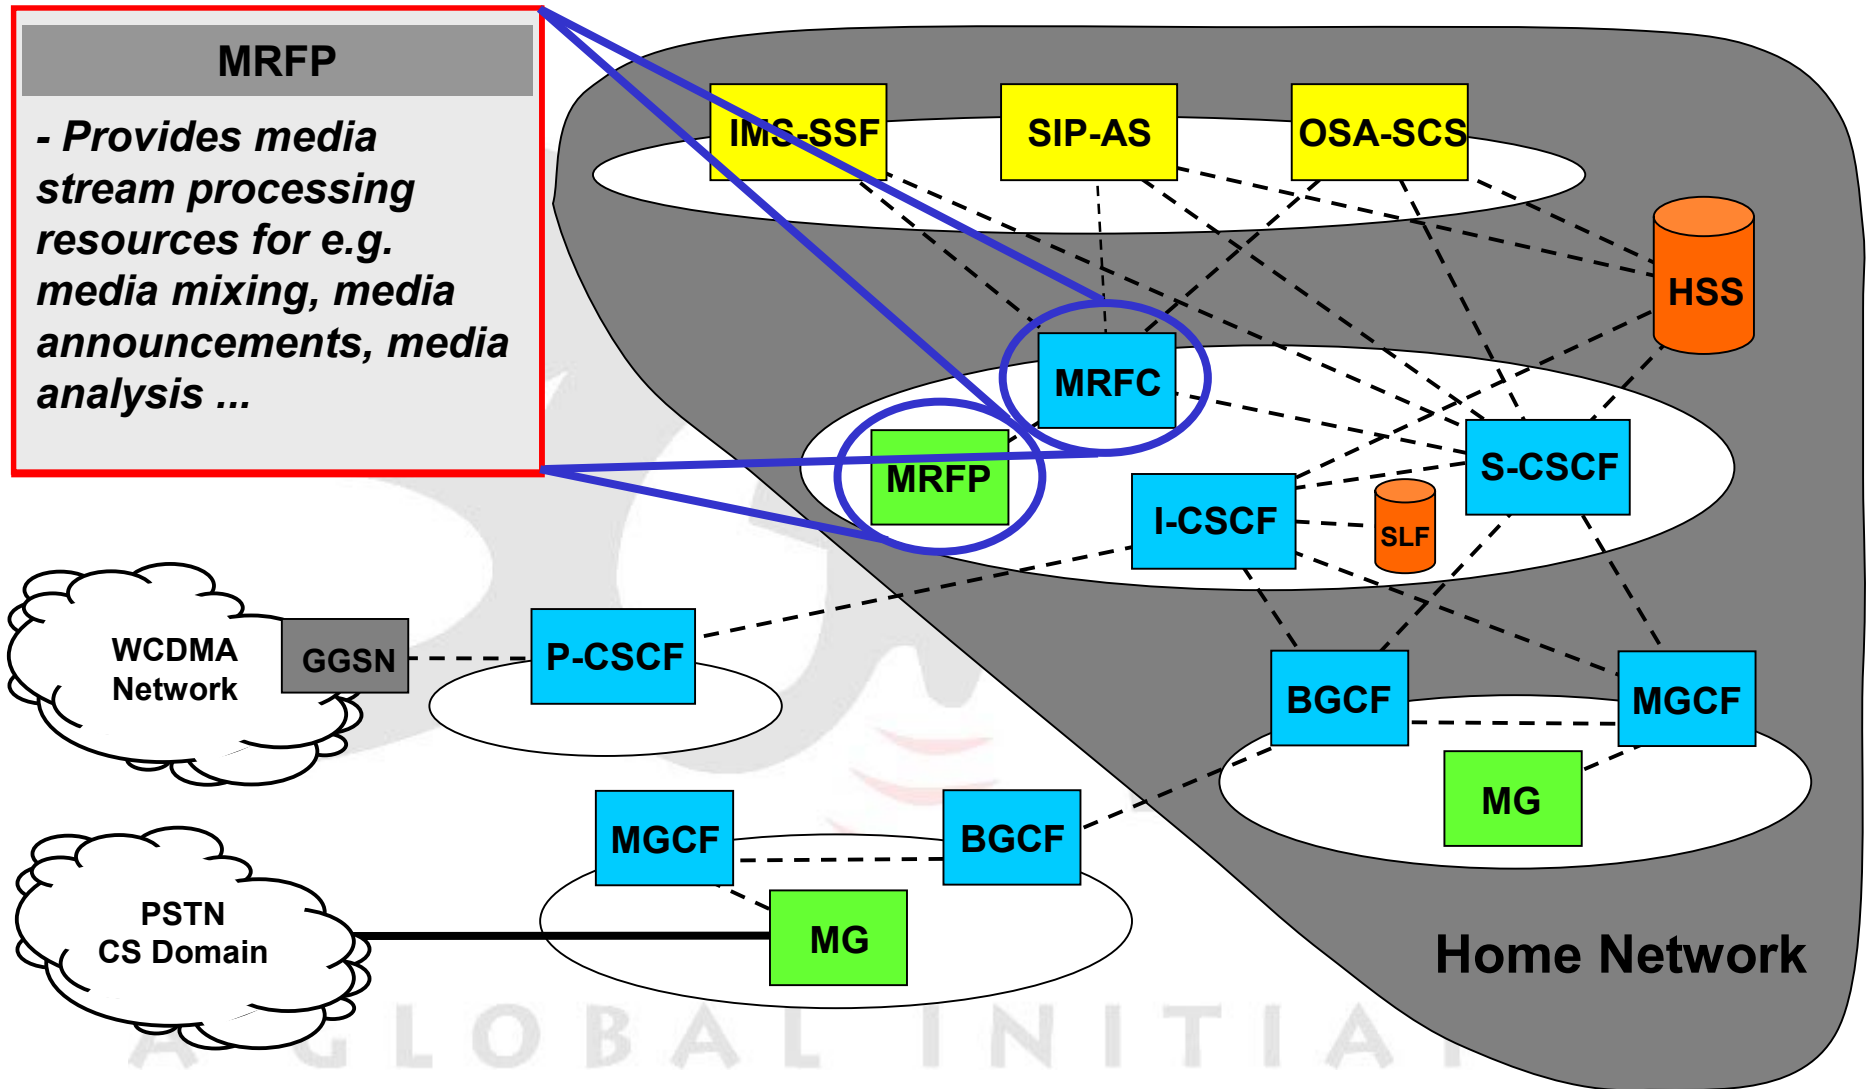 MRFP
- Provides media
stream processing
resources for e.g.
media mixing, media
announcements, media
analysis ...
IMS-SSF
SIP-AS
OSA-SCS
HSS
MRFC
MRFP
S-CSCF
I-CSCF
SLF
WCDMA
Network
GGSN
P-CSCF
BGCF
MGCF
MG
MGCF
BGCF
MG
PSTN
CS Domain
Home Network
A GLOBAL INITIA